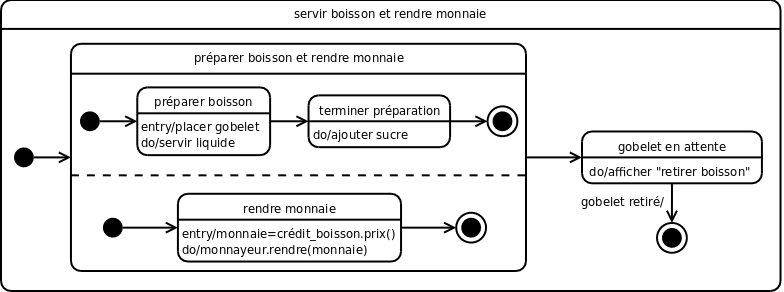 servir boisson et rendre monnaie
préparer boisson et rendre monnaie
préparer boisson
entry/placer gobelet
do/servir liquide
terminer préparation
do/ajouter sucre
gobelet en attente
do/afficher "retirer boisson"
gobelet retiré/
rendre monnaie
entry/monnaie=crédit_boisson.prix()
do/monnayeur.rendre(monnaie)